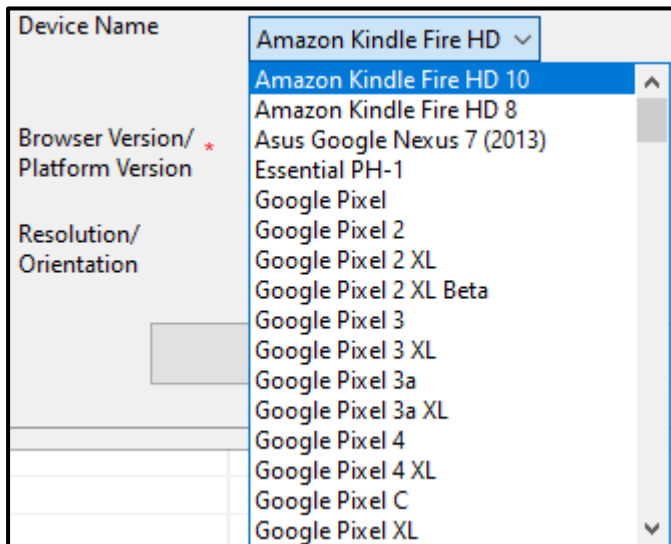 Device Name
Amazon Kindle Fire HD
Amazon Kindle Fire HD 10
Amazon Kindle Fire HD 8
Asus Google Nexus 7 (2013)
Essential PH-1
Google Pixel
Google Pixel 2
Google Pixel 2 XL
Google Pixel 2 XL Beta
Google Pixel 3
Google Pixel 3 XL
Google Pixel 3a
Google Pixel 3a XL
Google Pixel 4
Google Pixel 4 XL
Google Pixel C
Google Pixel XL
Browser Version/ *
Platform Version
Resolution/
Orientation